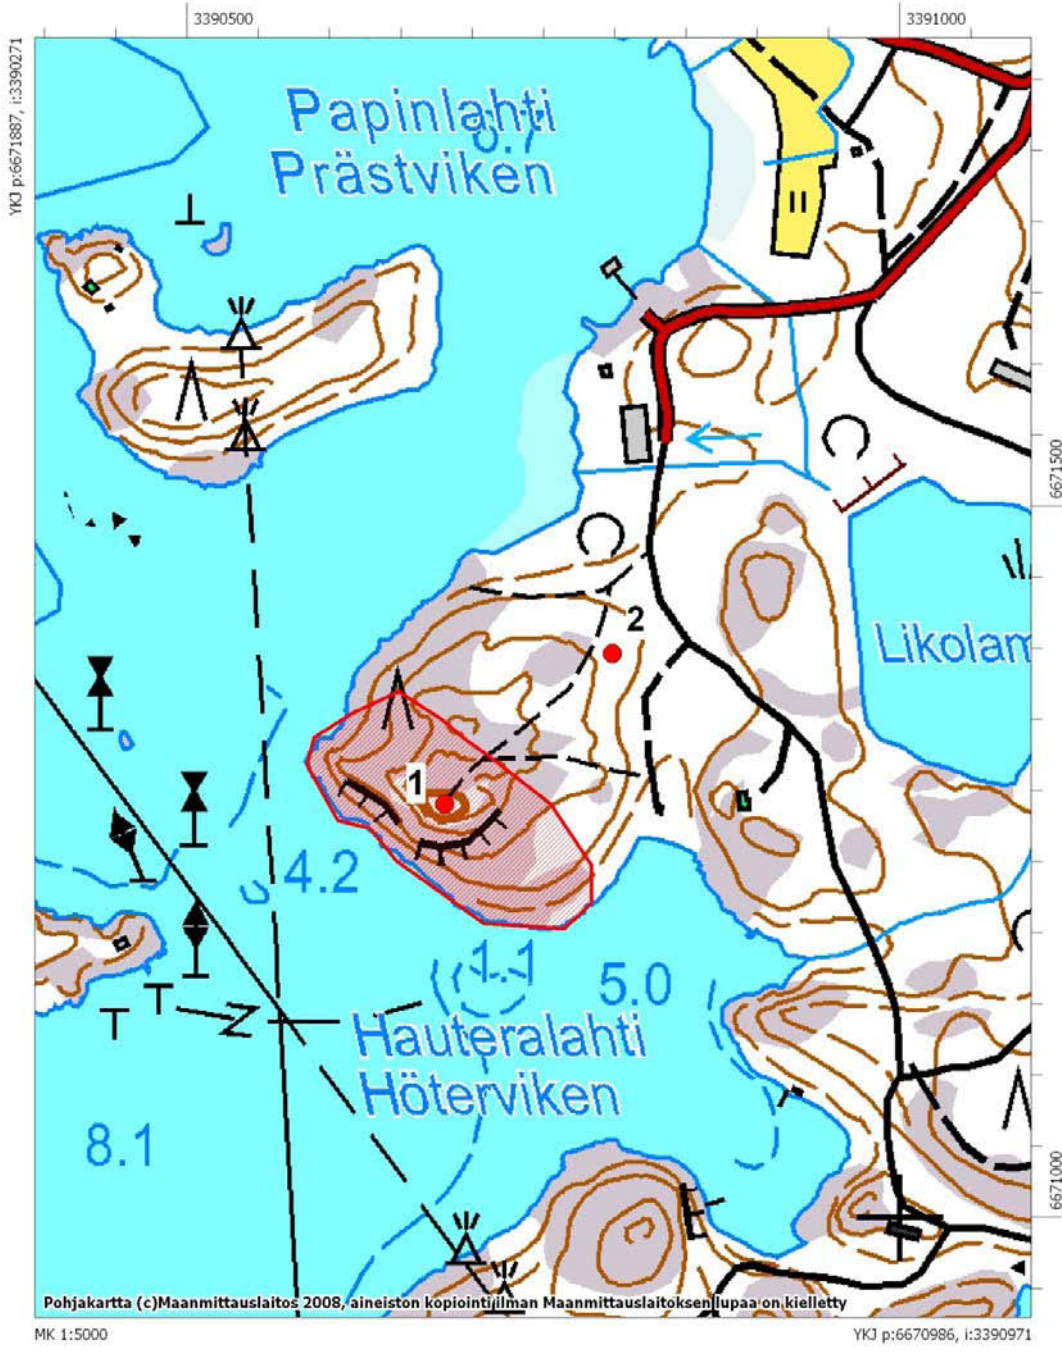 3390500
3391000
YKJ p:6671887, i:3390271
Papinlahti
Prästviken
6671500
2
Likolam
1
4.2
1.1
5.0
Hauteralahti
Höterviken
8.1
6671000
Pohjakartta (c)Maanmittauslaitos 2008, aineiston kopiointi ilman Maanmittauslaitoksen lupaa on kielletty
MK 1:5000
YKJ p:6670986, i:3390971